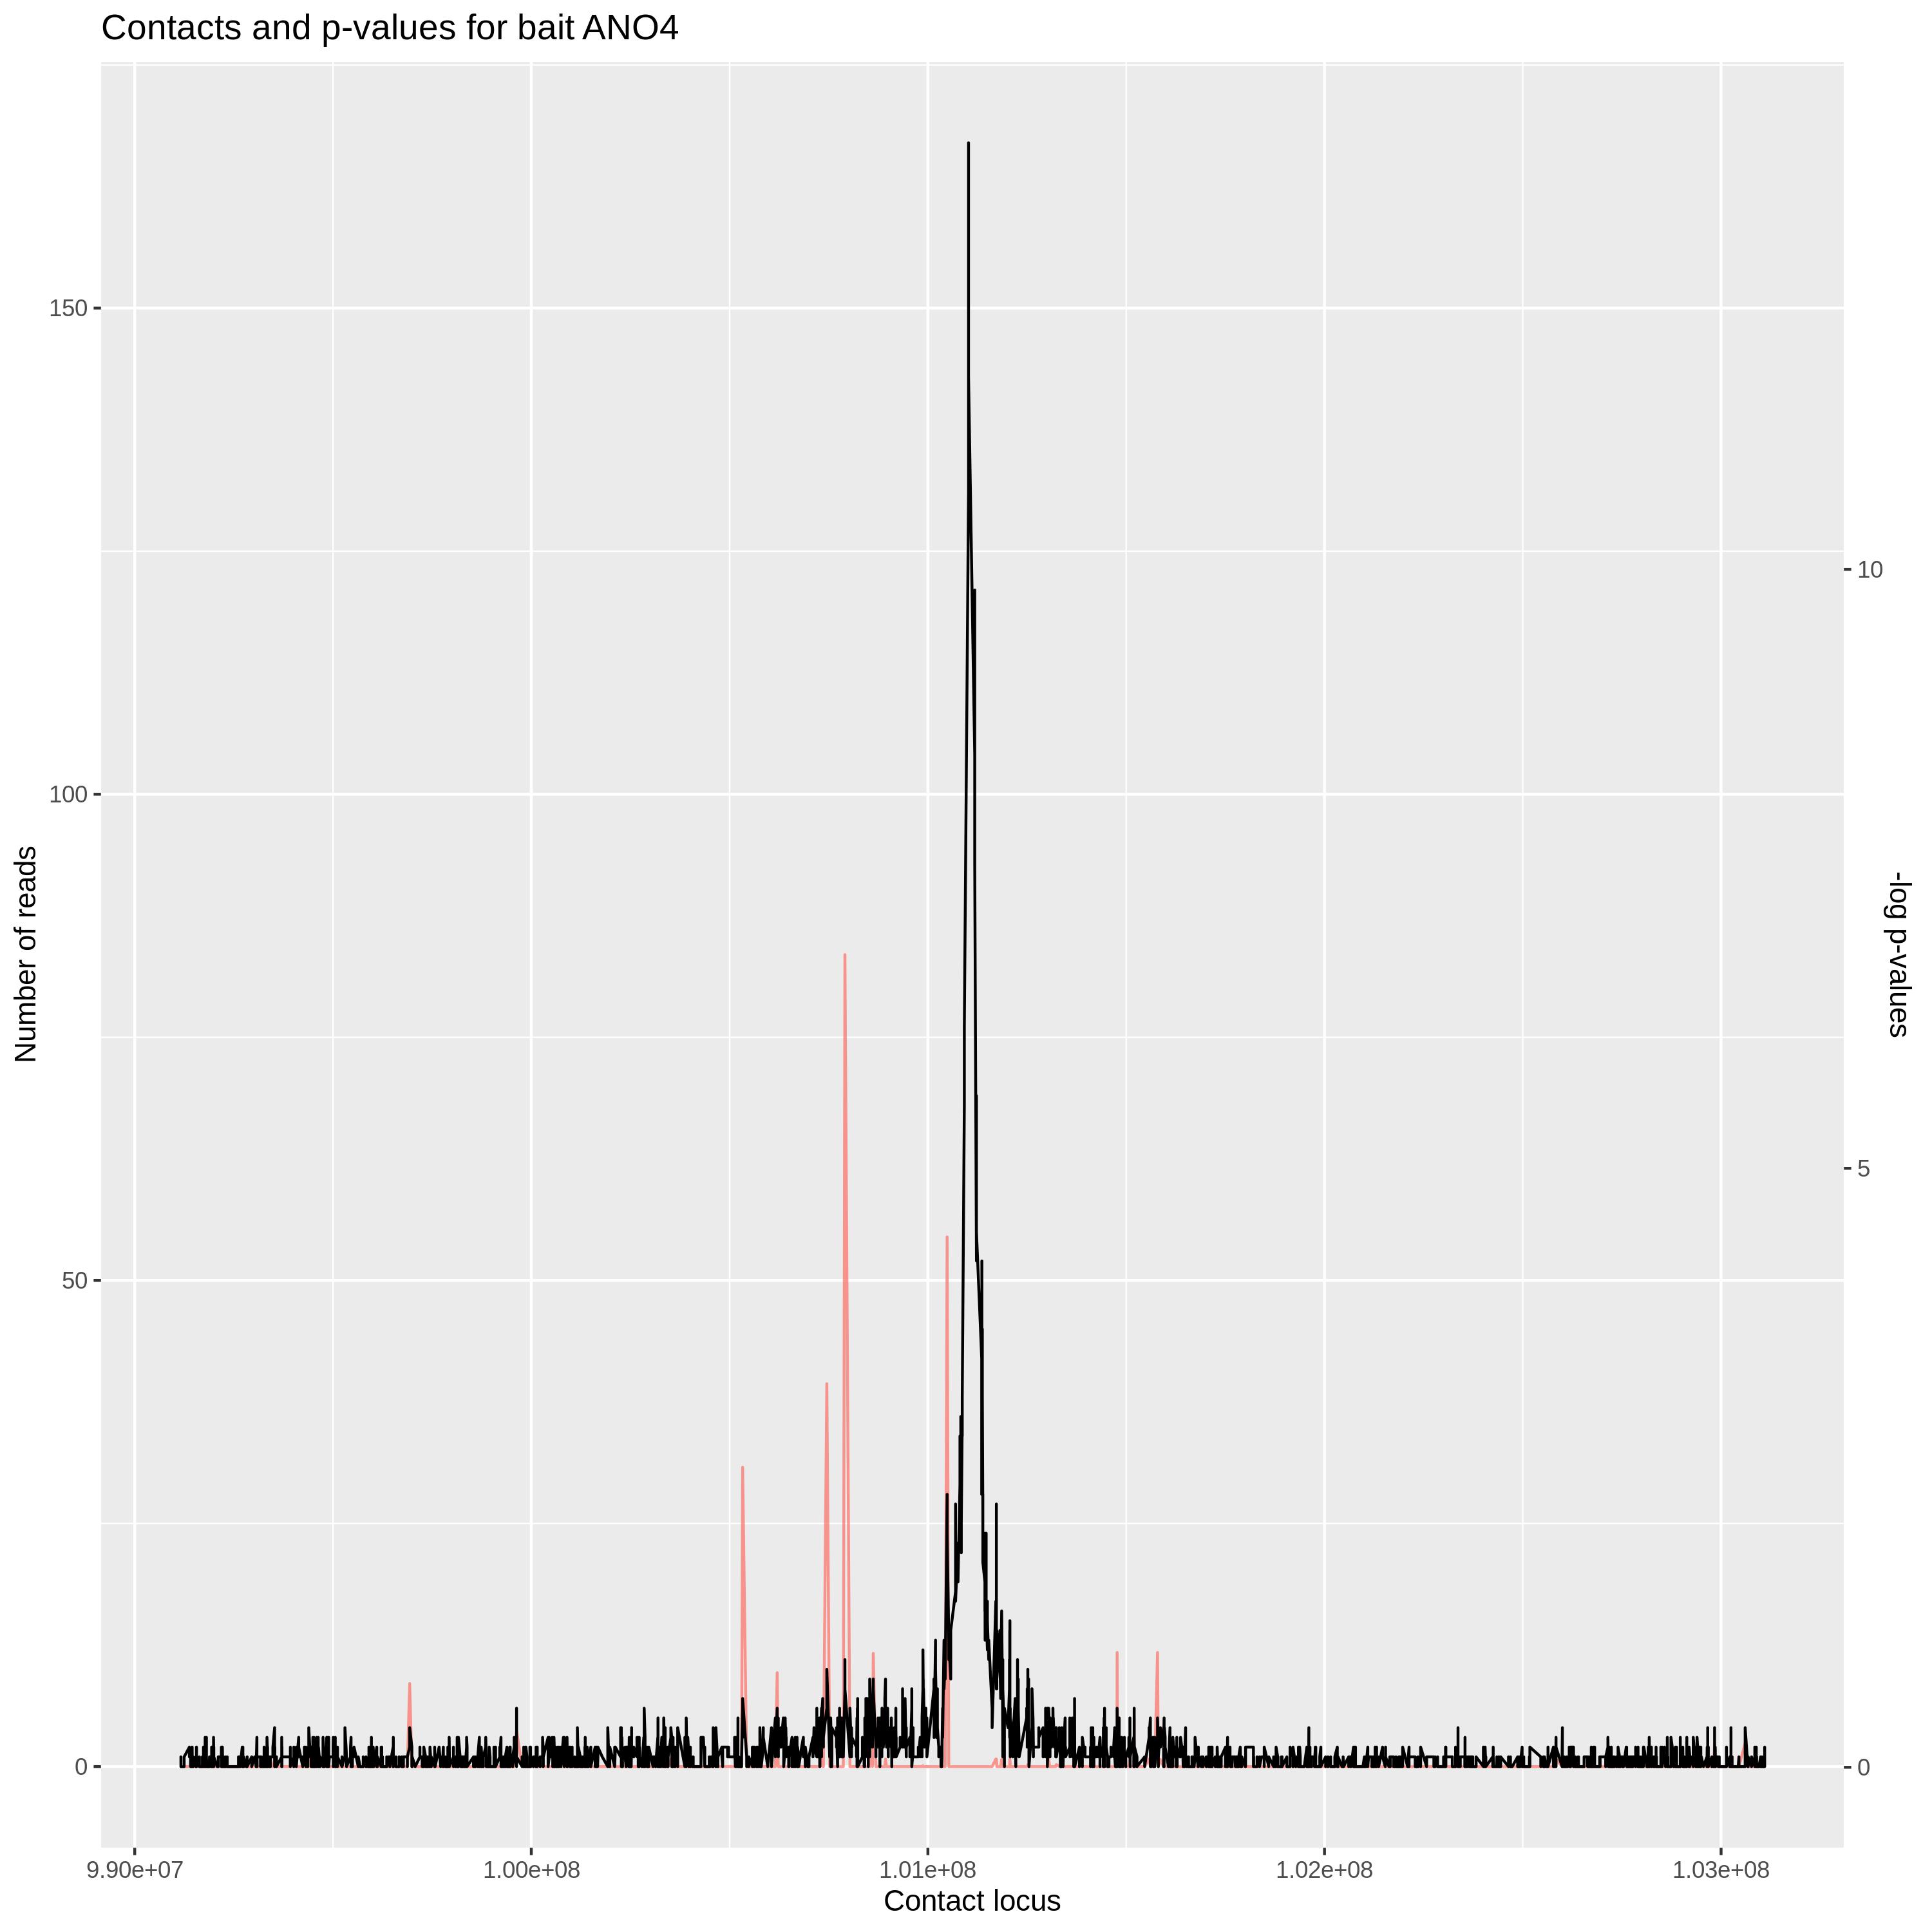 Contacts and p-values for bait ANO4
150
100
50
0
Number of reads
10
5
0
-log p-values
9.90e+07
1.00e+08
1.01e+08
1.02e+08
1.03e+08
Contact locus